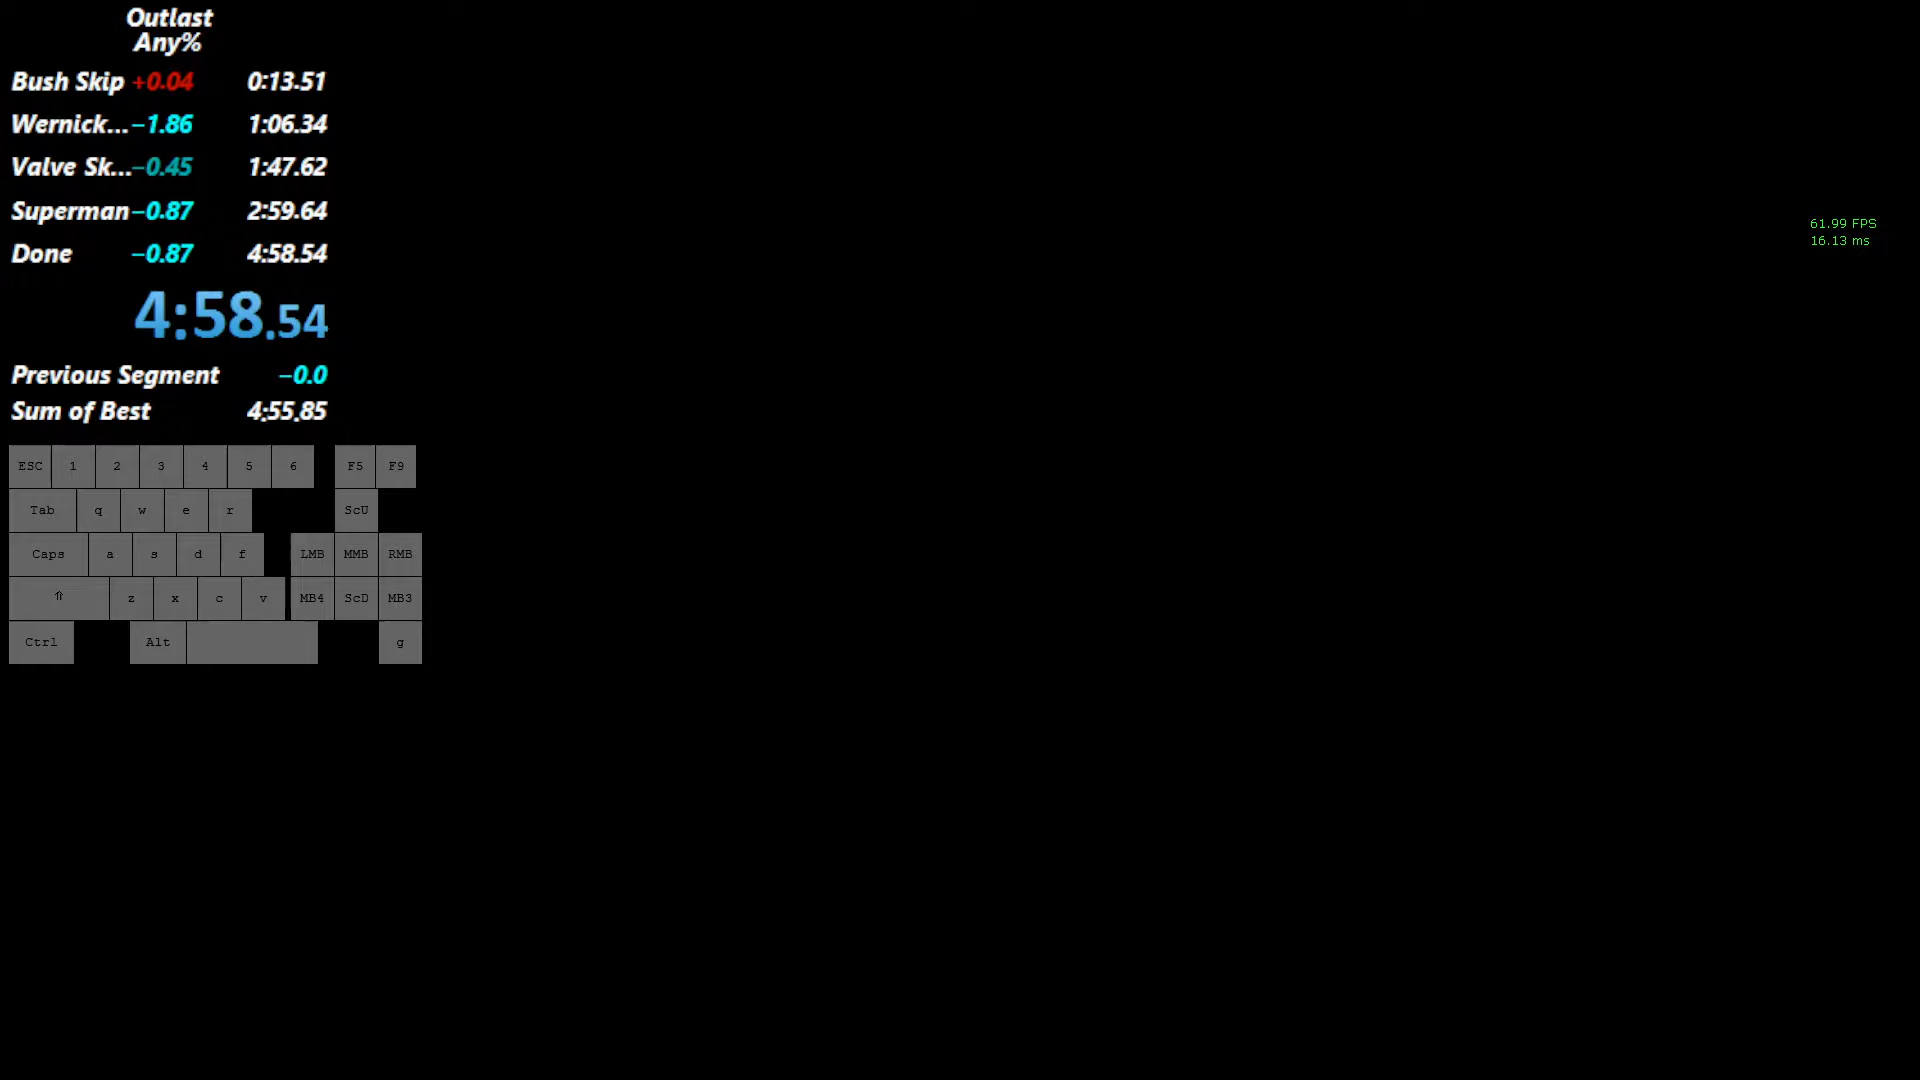 Outlast
Any%
Bush Skip +0.04 0:13.51
Wernick... −1.86 1:06.34
Valve Sk... −0.45 1:47.62
Superman −0.87 2:59.64
Done −0.87 4:58.54
4:58.54
Previous Segment −0.0
Sum of Best 4:55.85
61.99 FPS
16.13 ms
ESC 1 2 3 4 5 6 F5 F9
Tab q w e r ScU
Caps a s d f LMB MMB RMB
⇧ z x c v MB4 ScD MB3
Ctrl Alt g